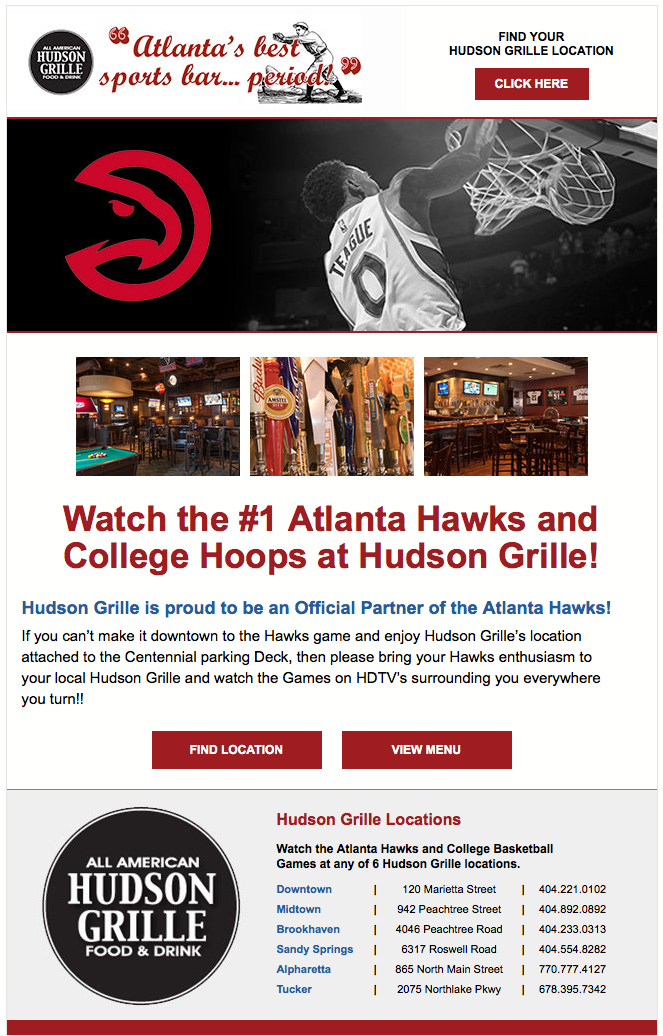 ALL AMERICAN
HUDSON
GRILLE
FOOD & DRINK
“Atlanta's best
sports bar... period!”
FIND YOUR
HUDSON GRILLE LOCATION
CLICK HERE
TEAGUE
0
AMSTEL
Watch the #1 Atlanta Hawks and
College Hoops at Hudson Grille!
Hudson Grille is proud to be an Official Partner of the Atlanta Hawks!
If you can’t make it downtown to the Hawks game and enjoy Hudson Grille’s location
attached to the Centennial parking Deck, then please bring your Hawks enthusiasm to
your local Hudson Grille and watch the Games on HDTV’s surrounding you everywhere
you turn!!
FIND LOCATION
VIEW MENU
ALL AMERICAN
HUDSON
GRILLE
FOOD & DRINK
Hudson Grille Locations
Watch the Atlanta Hawks and College Basketball
Games at any of 6 Hudson Grille locations.
Downtown | 120 Marietta Street | 404.221.0102
Midtown | 942 Peachtree Street | 404.892.0892
Brookhaven | 4046 Peachtree Road | 404.233.0313
Sandy Springs | 6317 Roswell Road | 404.554.8282
Alpharetta | 865 North Main Street | 770.777.4127
Tucker | 2075 Northlake Pkwy | 678.395.7342